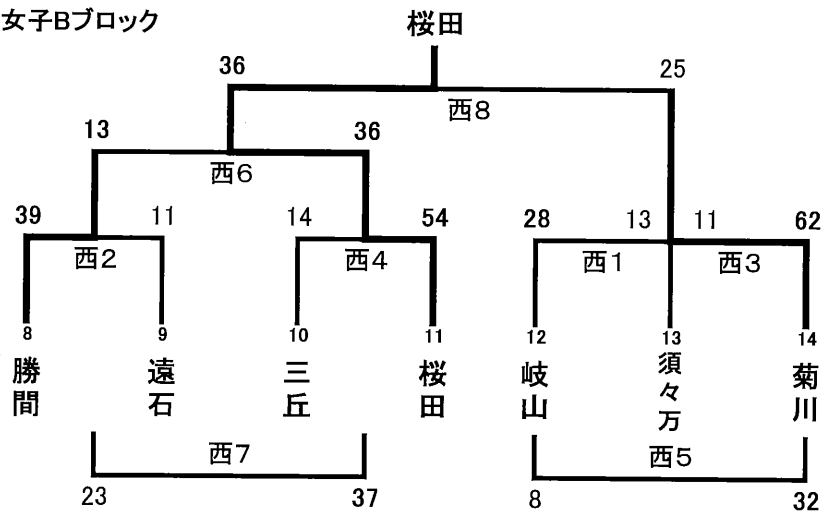 女子Bブロック
桜田
36
25
西8
13
36
西6
39
11
14
54
28
13
11
62
西2
西4
西1
西3
8
9
10
11
12
13
14
勝間
遠石
三丘
桜田
岐山
須々万
菊川
西7
西5
23
37
8
32